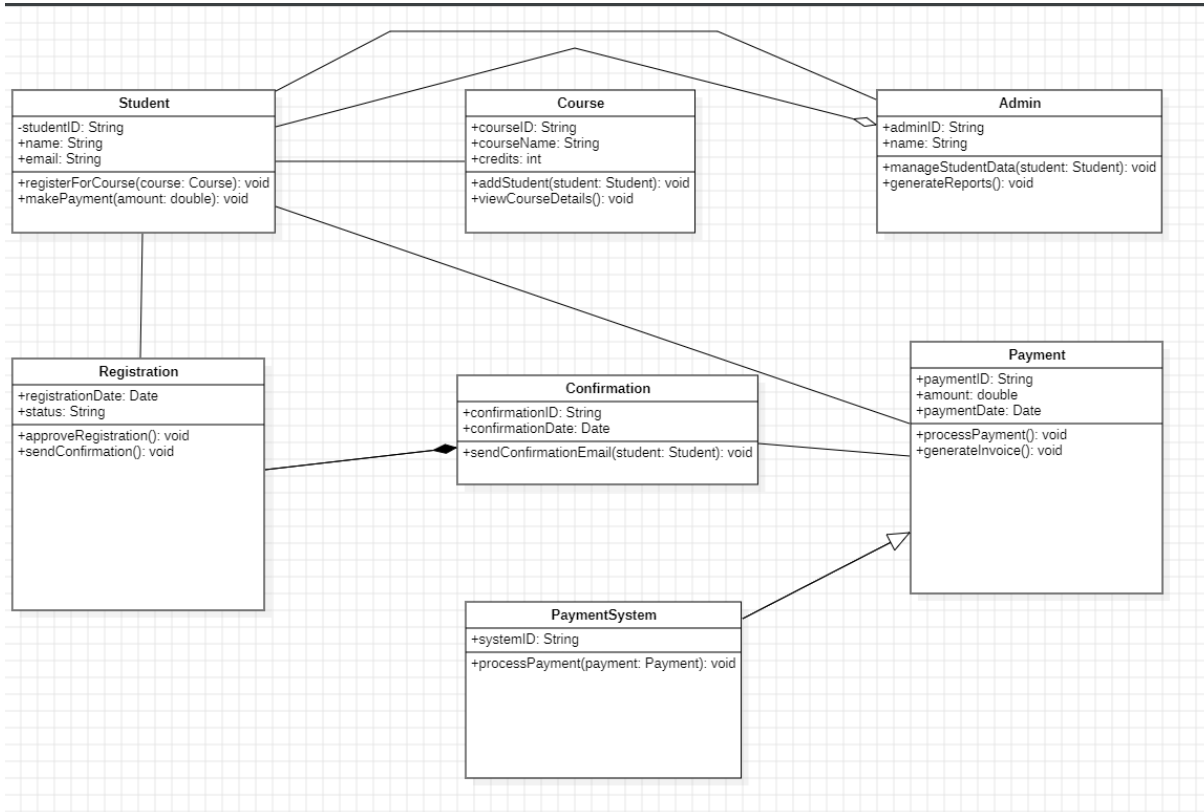 Student
-studentID: String
+name: String
+email: String
+registerForCourse(course: Course): void
+makePayment(amount: double): void
Course
+courseID: String
+courseName: String
+credits: int
+addStudent(student: Student): void
+viewCourseDetails(): void
Admin
+adminID: String
+name: String
+manageStudentData(student: Student): void
+generateReports(): void
Registration
+registrationDate: Date
+status: String
+approveRegistration(): void
+sendConfirmation(): void
Confirmation
+confirmationID: String
+confirmationDate: Date
+sendConfirmationEmail(student: Student): void
Payment
+paymentID: String
+amount: double
+paymentDate: Date
+processPayment(): void
+generateInvoice(): void
PaymentSystem
+systemID: String
+processPayment(payment: Payment): void